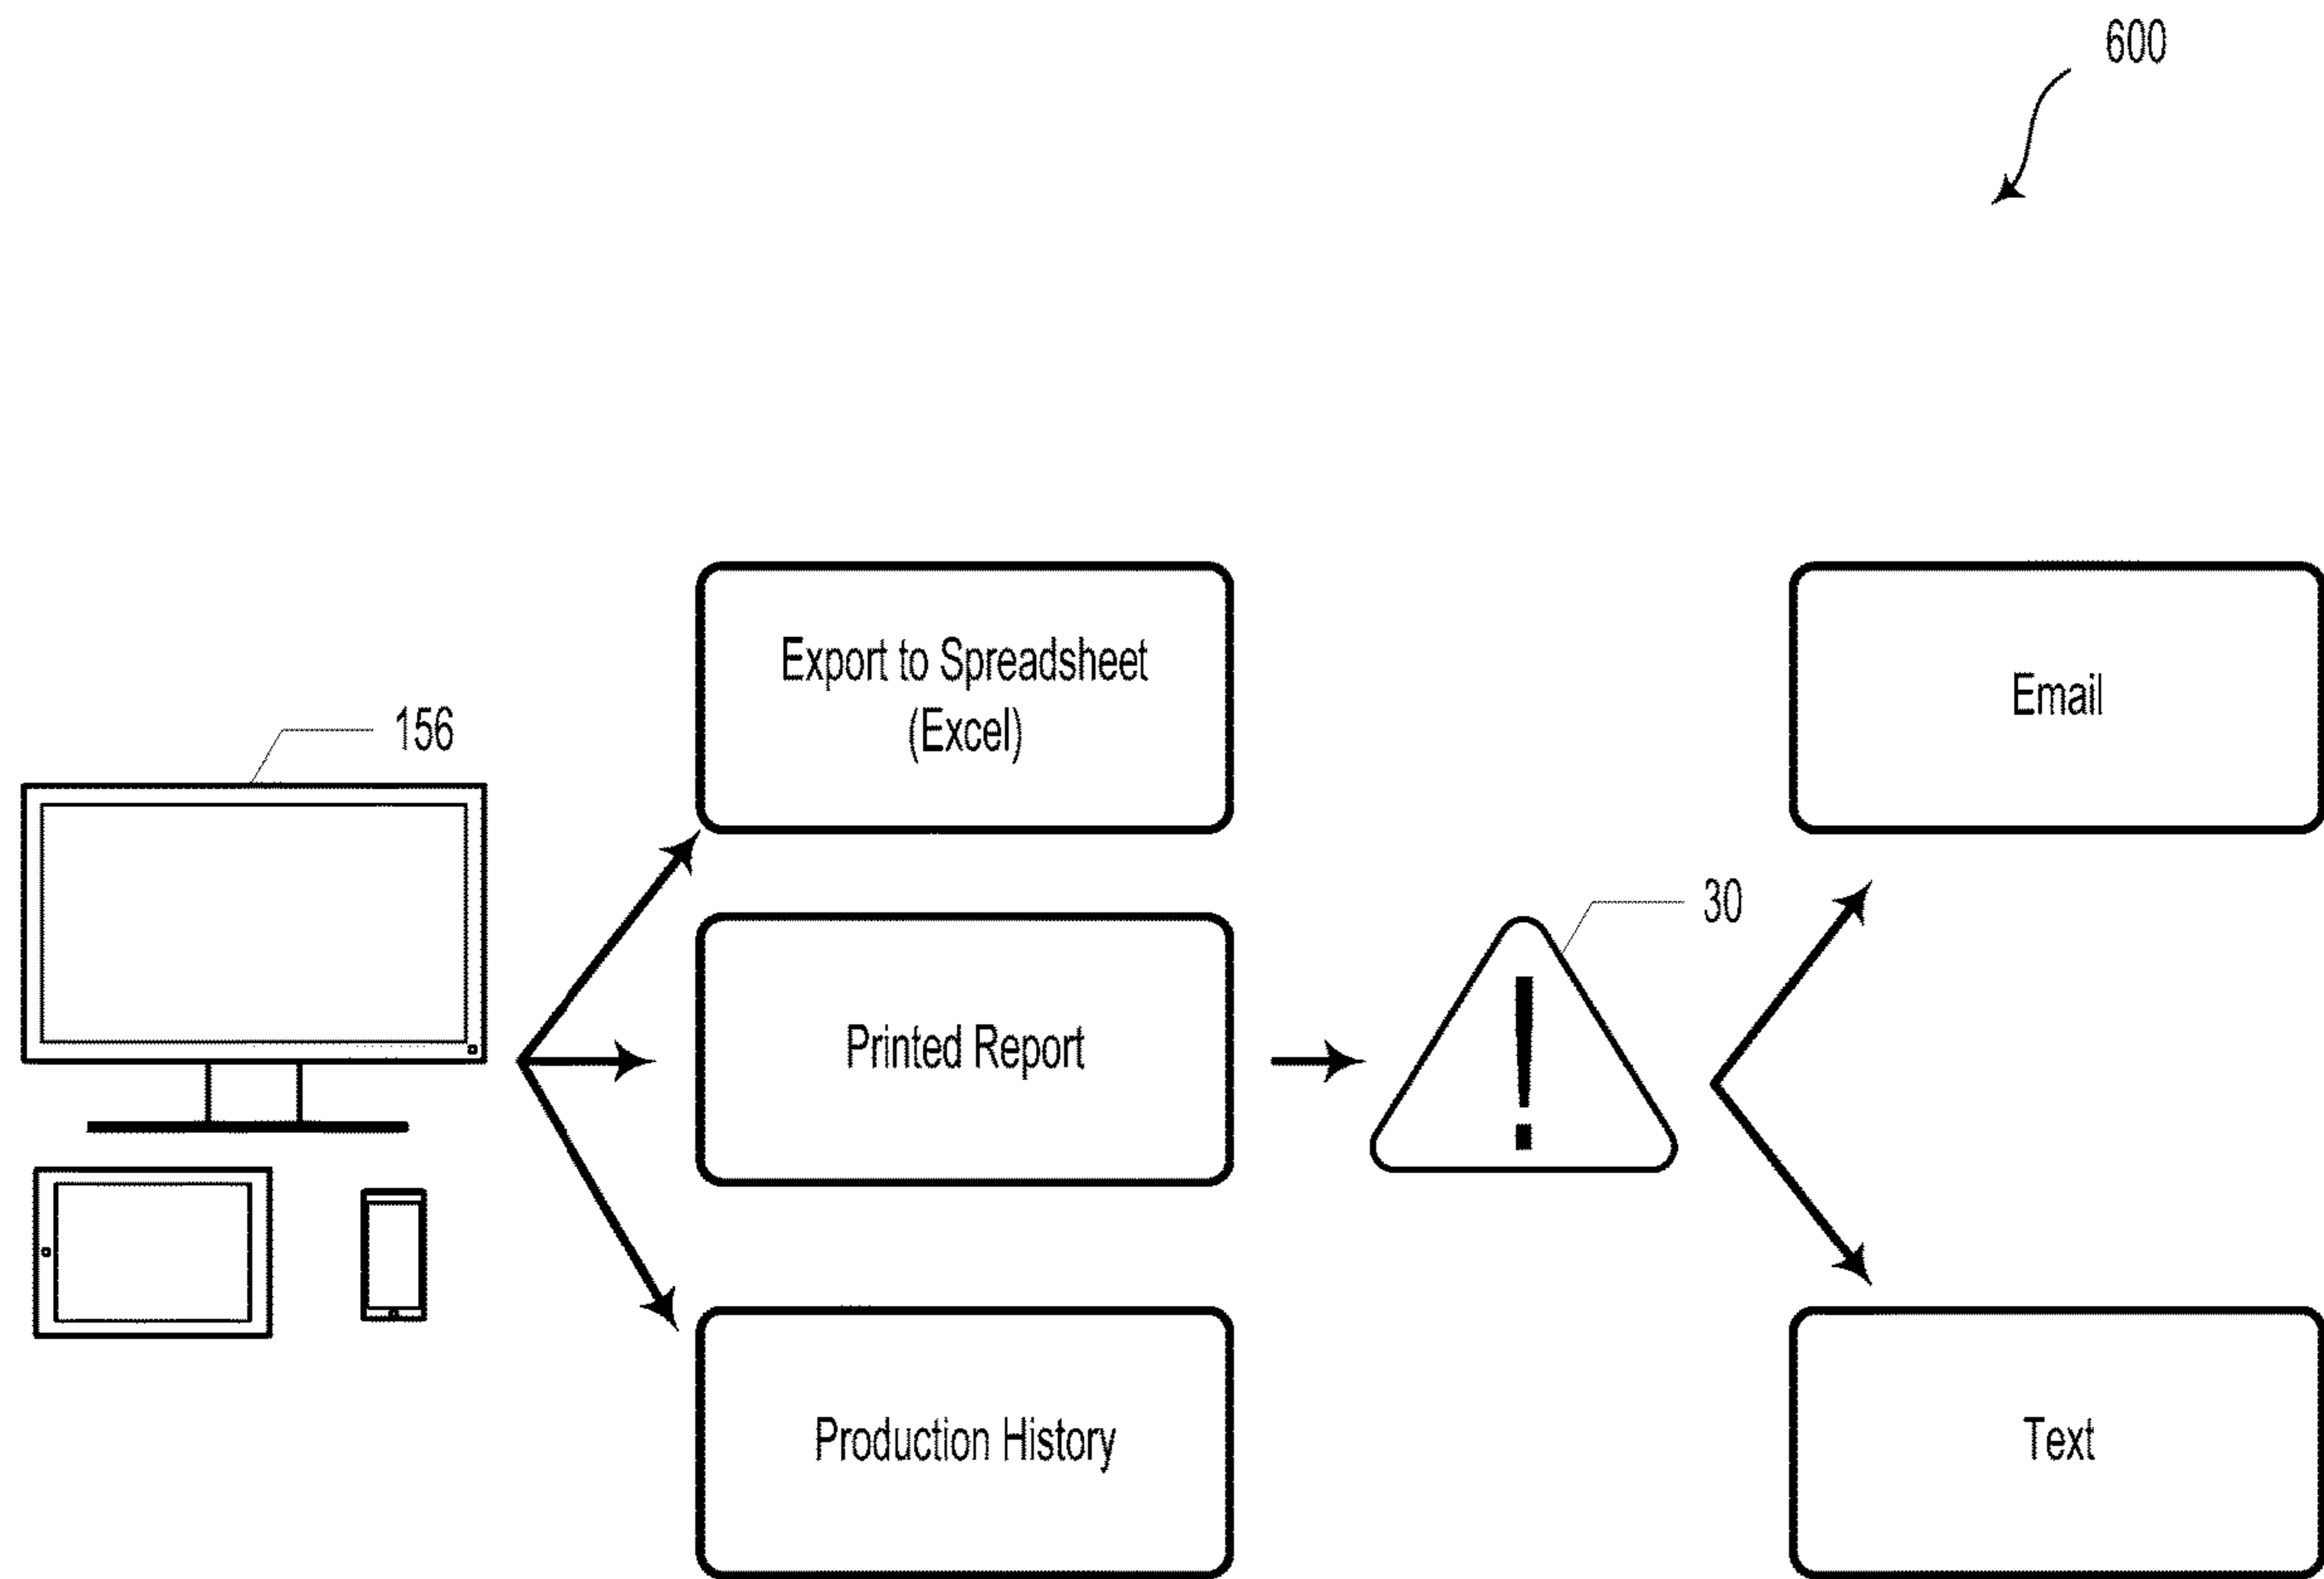 600
Export to Spreadsheet
(Excel)
Email
156
30
Printed Report
!
Production History
Text